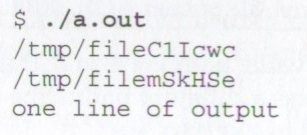 $ ./a.out
/tmp/fileC1Icwc
/tmp/filemSkHSe
one line of output